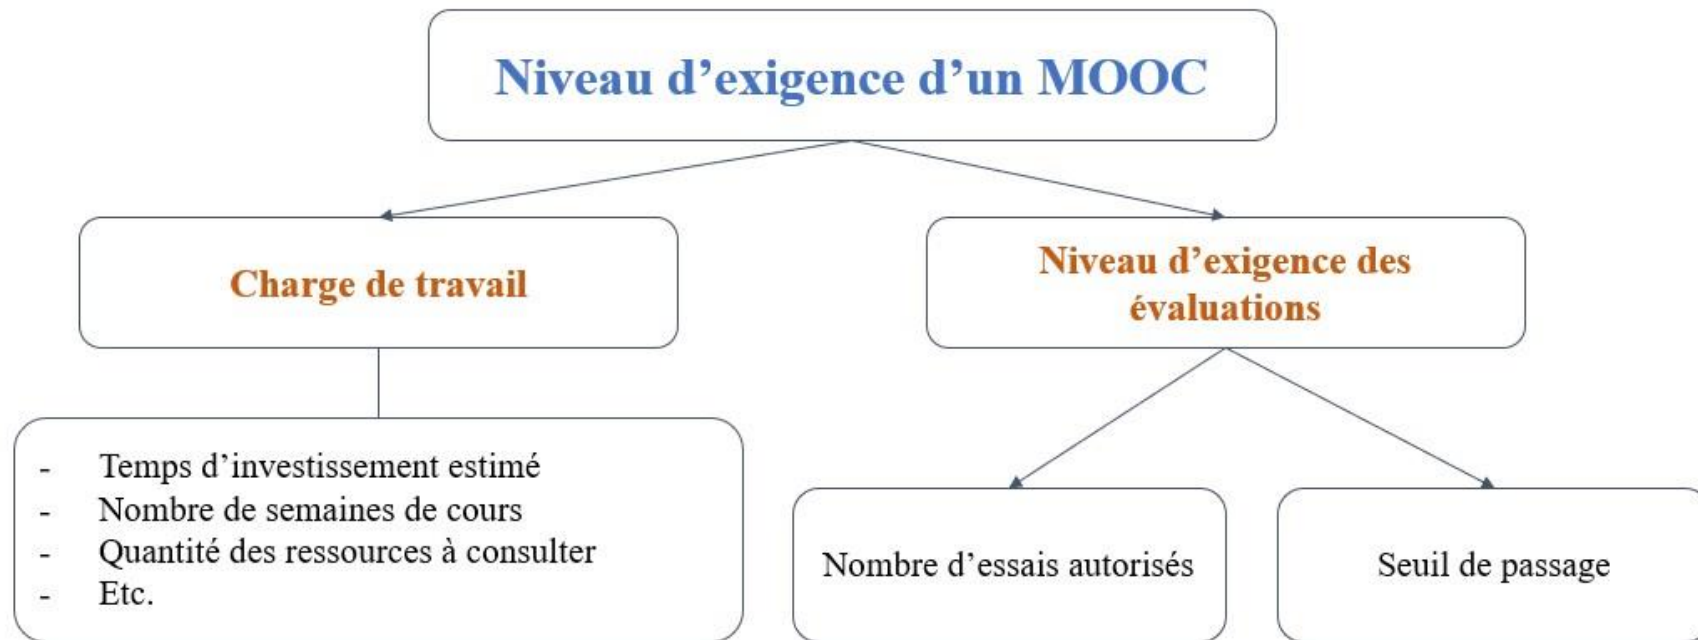 Niveau d’exigence d’un MOOC
Charge de travail
Niveau d’exigence des
évaluations
- Temps d’investissement estimé
- Nombre de semaines de cours
- Quantité des ressources à consulter
- Etc.
Nombre d’essais autorisés
Seuil de passage